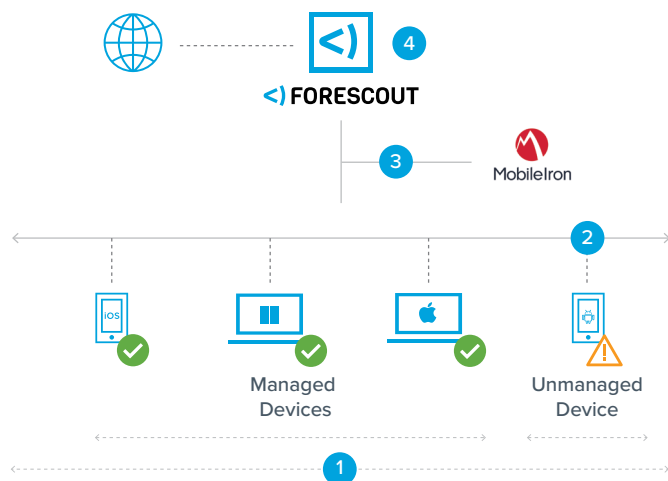 4
FORESCOUT
3
MobileIron
2
iOS
Managed
Devices
Unmanaged
Device
1